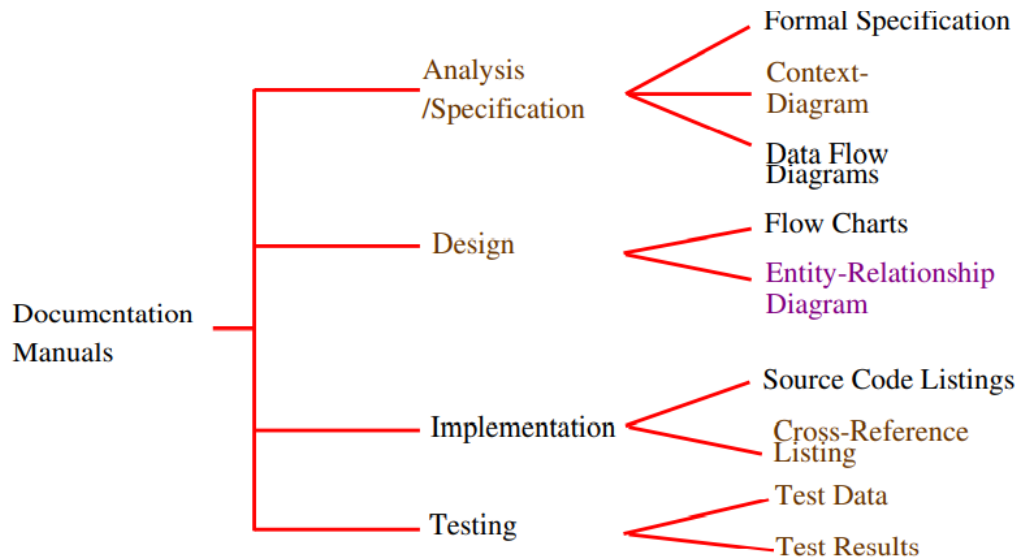 Formal Specification
Analysis
/Specification
Context-
Diagram
Data Flow
Diagrams
Design
Flow Charts
Entity-Relationship
Diagram
Documentation
Manuals
Implementation
Source Code Listings
Cross-Reference
Listing
Testing
Test Data
Test Results